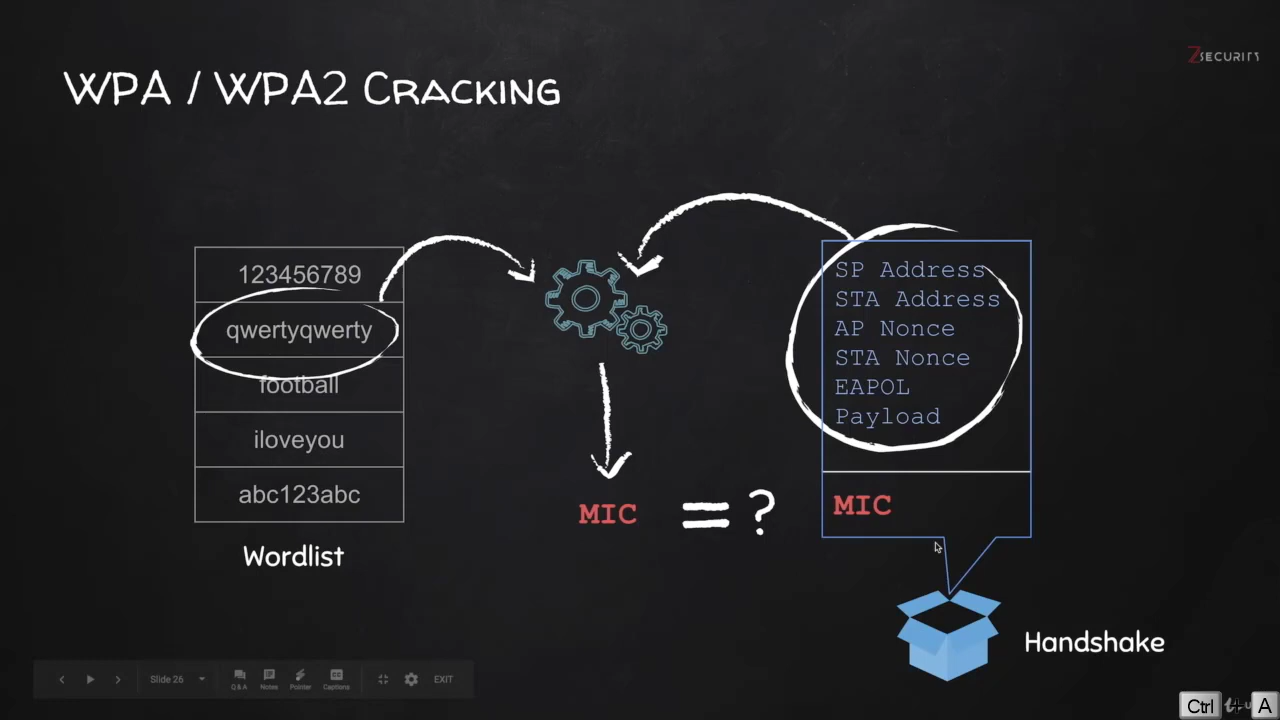 ZSECURITY
WPA / WPA2 CRACKING
123456789
qwertyqwerty
football
iloveyou
abc123abc
Wordlist
MIC
= ?
SP Address
STA Address
AP Nonce
STA Nonce
EAPOL
Payload
MIC
Handshake
Slide 26
Q&A
Notes
Pointer
Captions
EXIT
Ctrl + A